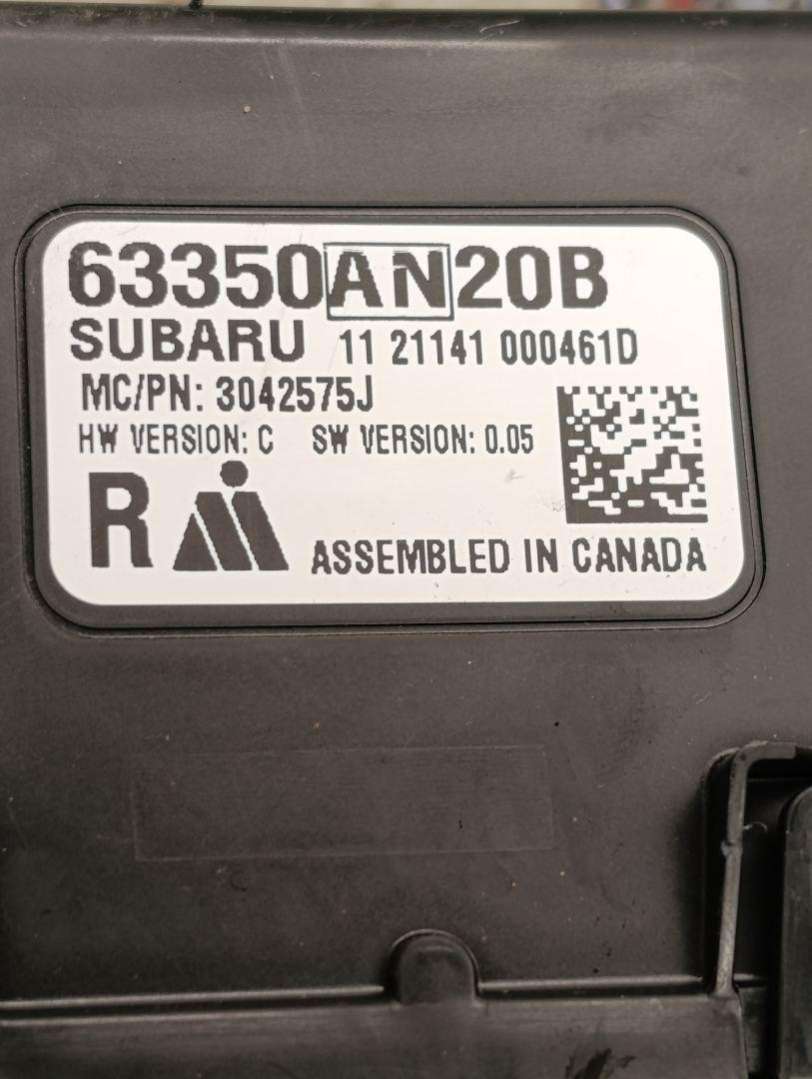 63350AN20B
SUBARU 11 21141 000461D
MC/PN: 3042575J
HW VERSION: C SW VERSION: 0.05
R
ASSEMBLED IN CANADA